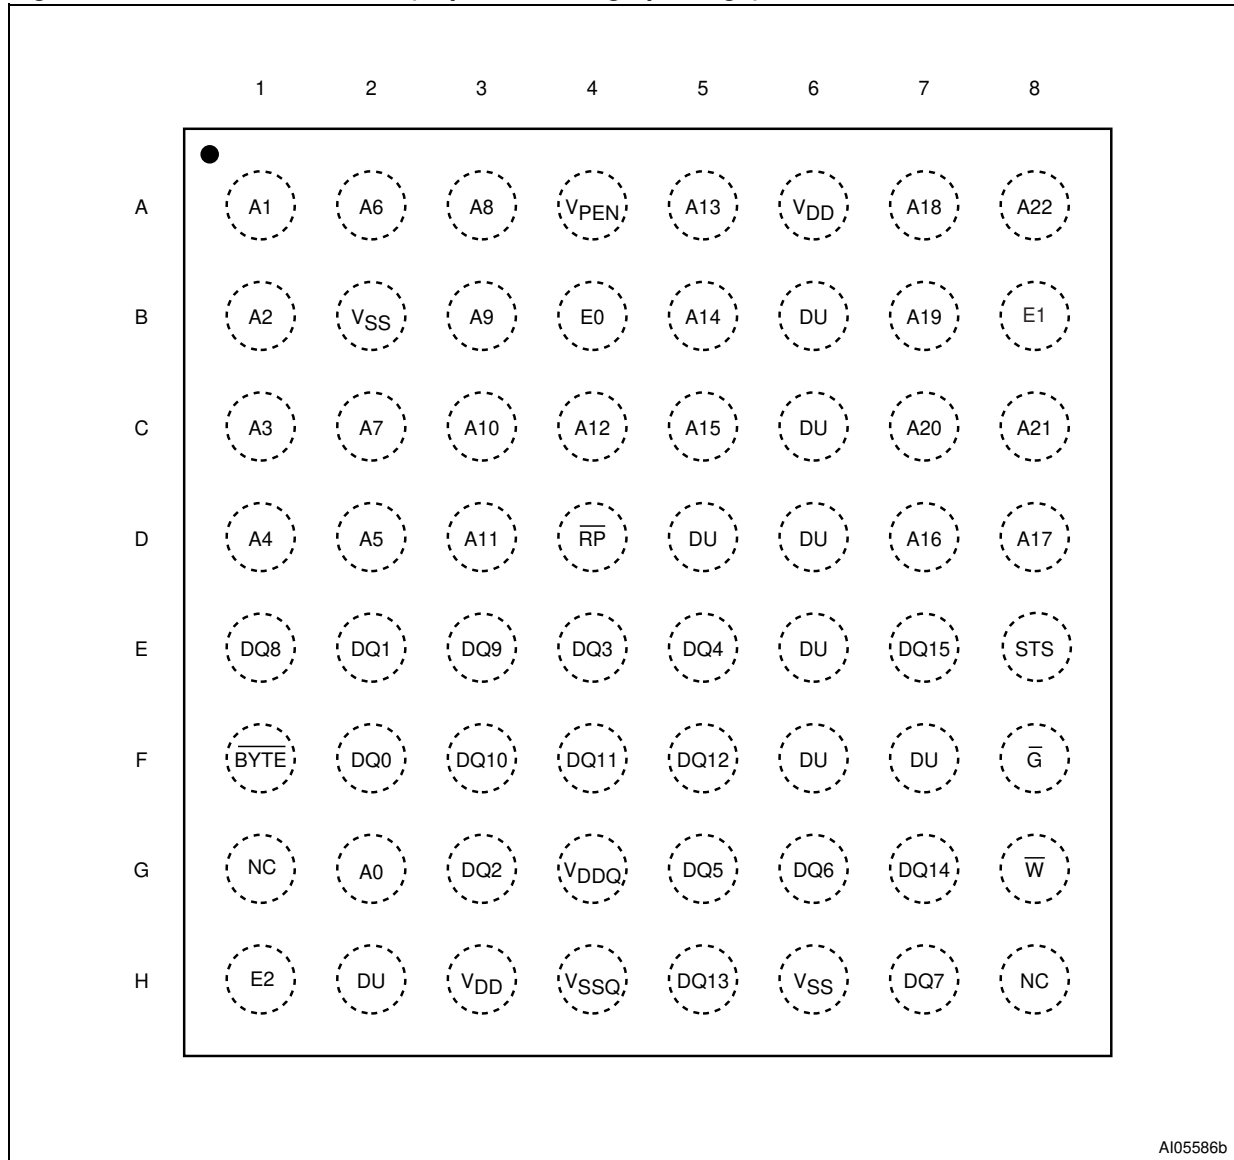 1 2 3 4 5 6 7 8
A A1 A6 A8 VPEN A13 VDD A18 A22
B A2 VSS A9 E0 A14 DU A19 E1
C A3 A7 A10 A12 A15 DU A20 A21
D A4 A5 A11 R̅P̅ DU DU A16 A17
E DQ8 DQ1 DQ9 DQ3 DQ4 DU DQ15 STS
F B̅Y̅T̅E̅ DQ0 DQ10 DQ11 DQ12 DU DU G̅
G NC A0 DQ2 VDDQ DQ5 DQ6 DQ14 W̅
H E2 DU VDD VSSQ DQ13 VSS DQ7 NC
AI05586b